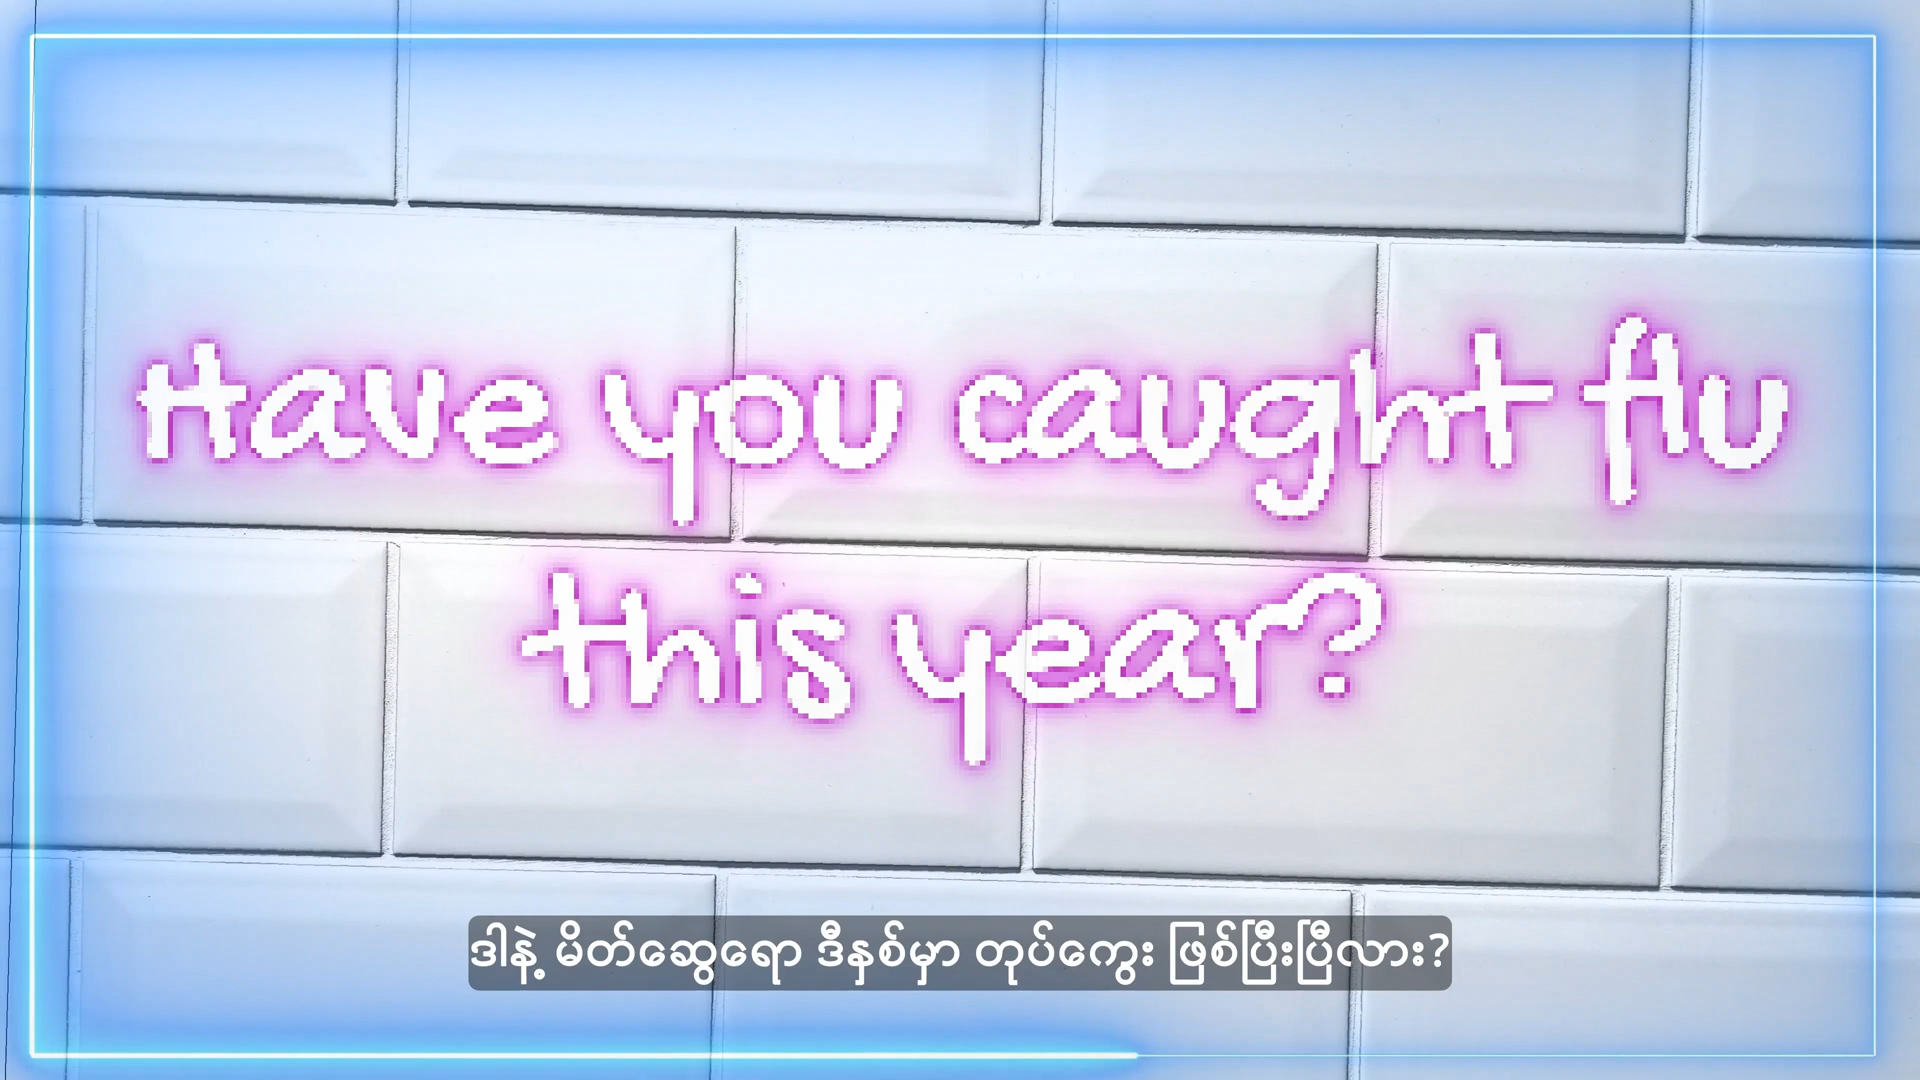 Have you caught flu
this year?
ဒါနဲ့ မိတ်ဆွေရော ဒီနှစ်မှာ တုပ်ကွေး ဖြစ်ပြီးပြီလား?